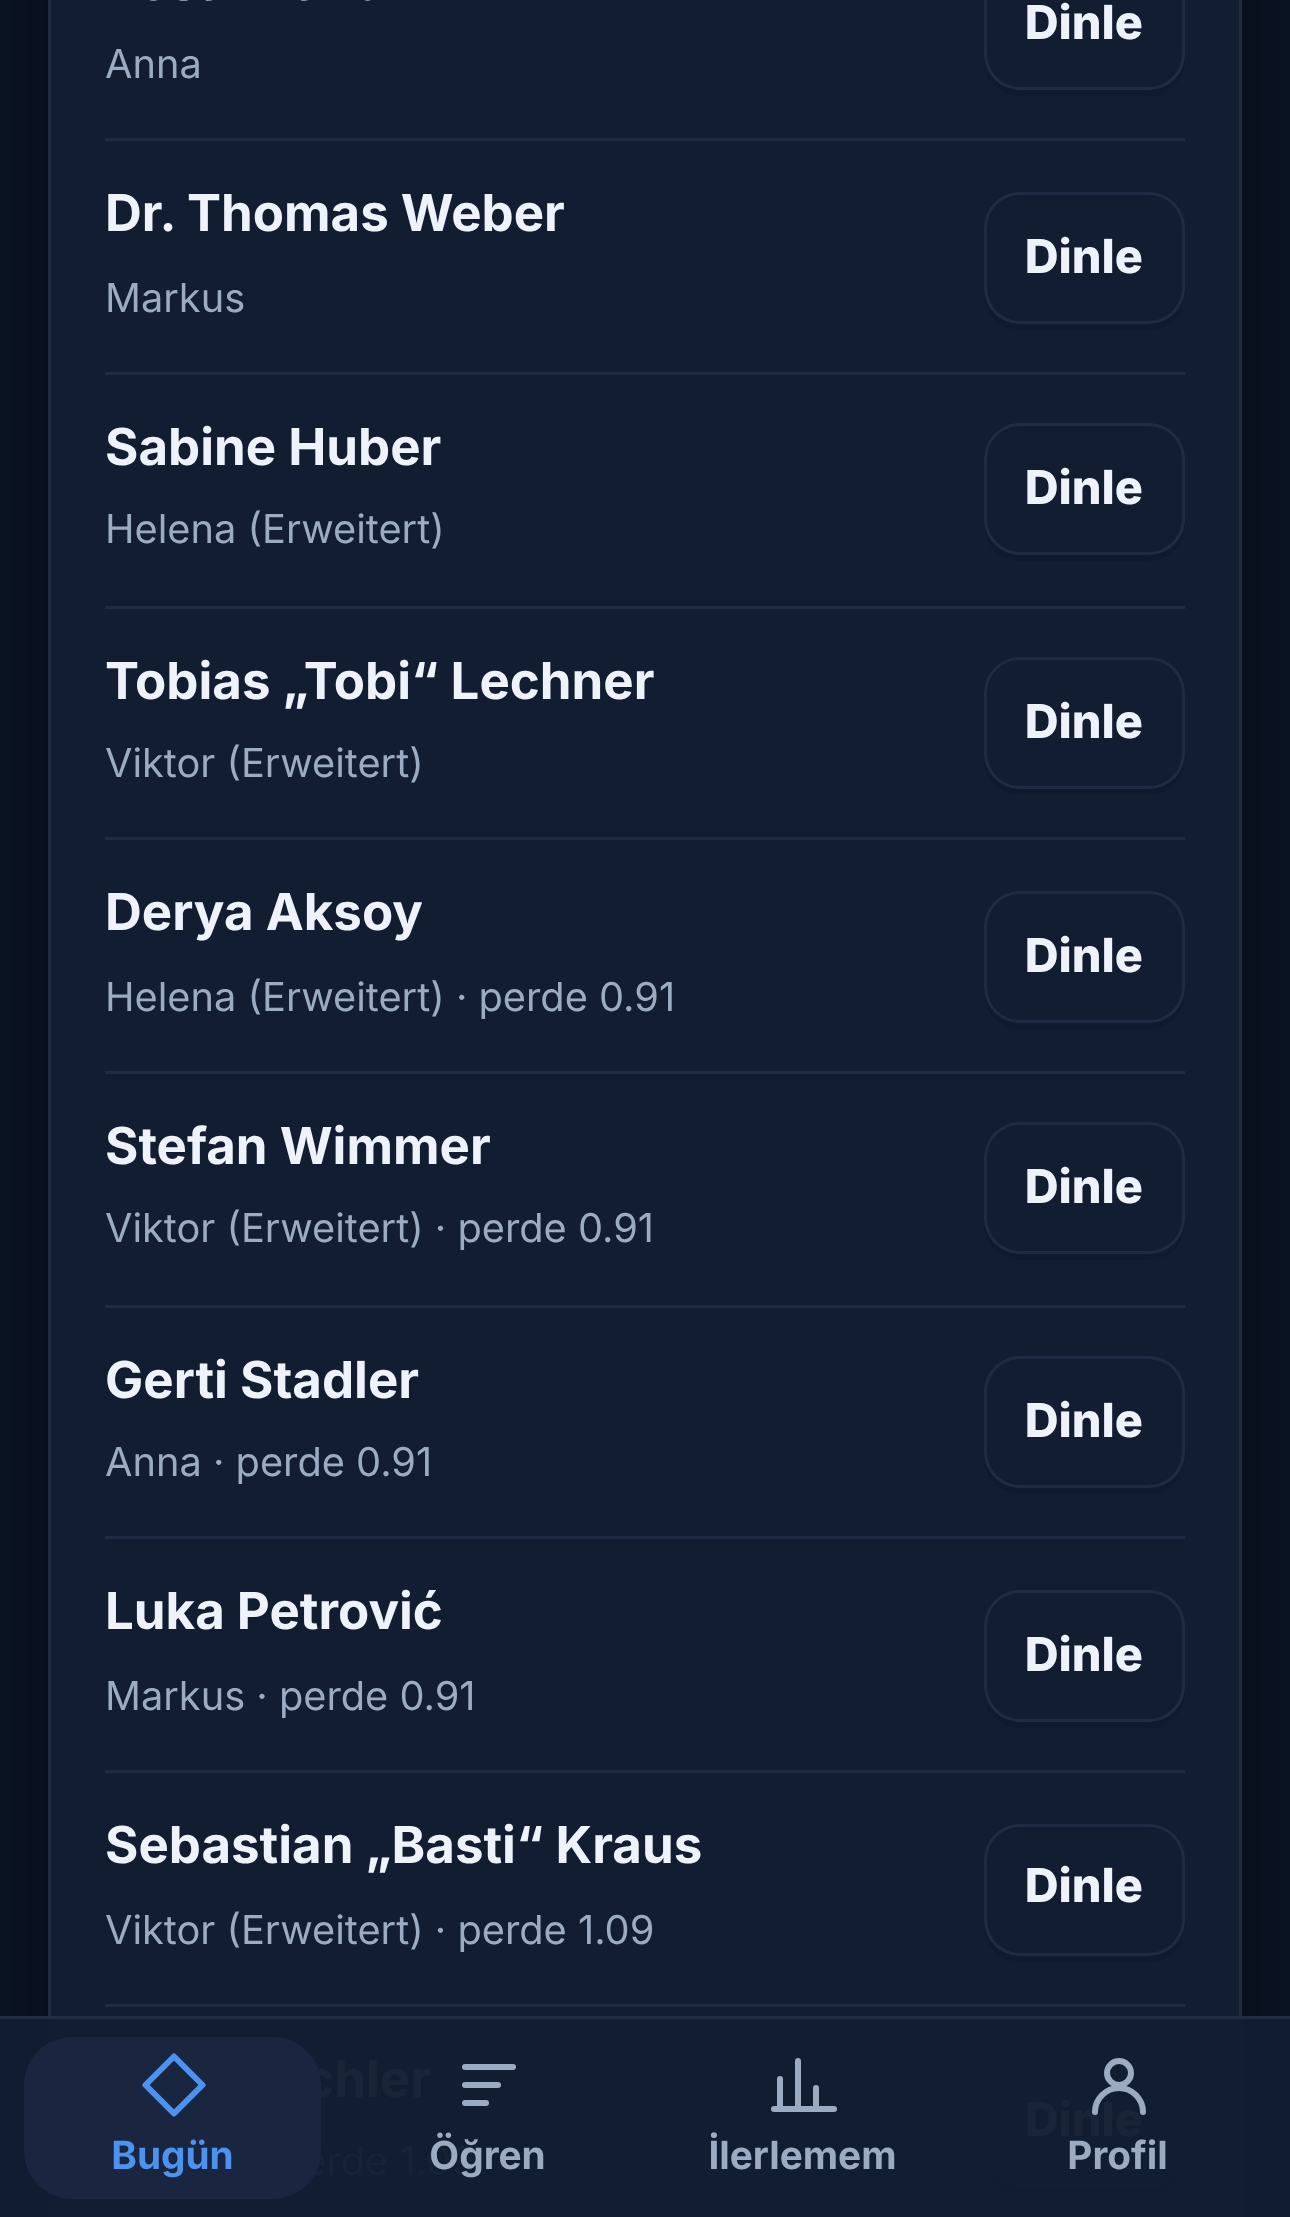 Dinle
Anna
Dr. Thomas Weber
Dinle
Markus
Sabine Huber
Dinle
Helena (Erweitert)
Tobias „Tobi“ Lechner
Dinle
Viktor (Erweitert)
Derya Aksoy
Dinle
Helena (Erweitert) · perde 0.91
Stefan Wimmer
Dinle
Viktor (Erweitert) · perde 0.91
Gerti Stadler
Dinle
Anna · perde 0.91
Luka Petrović
Dinle
Markus · perde 0.91
Sebastian „Basti“ Kraus
Dinle
Viktor (Erweitert) · perde 1.09
Dinle
Bugün
Öğren
İlerlemem
Profil